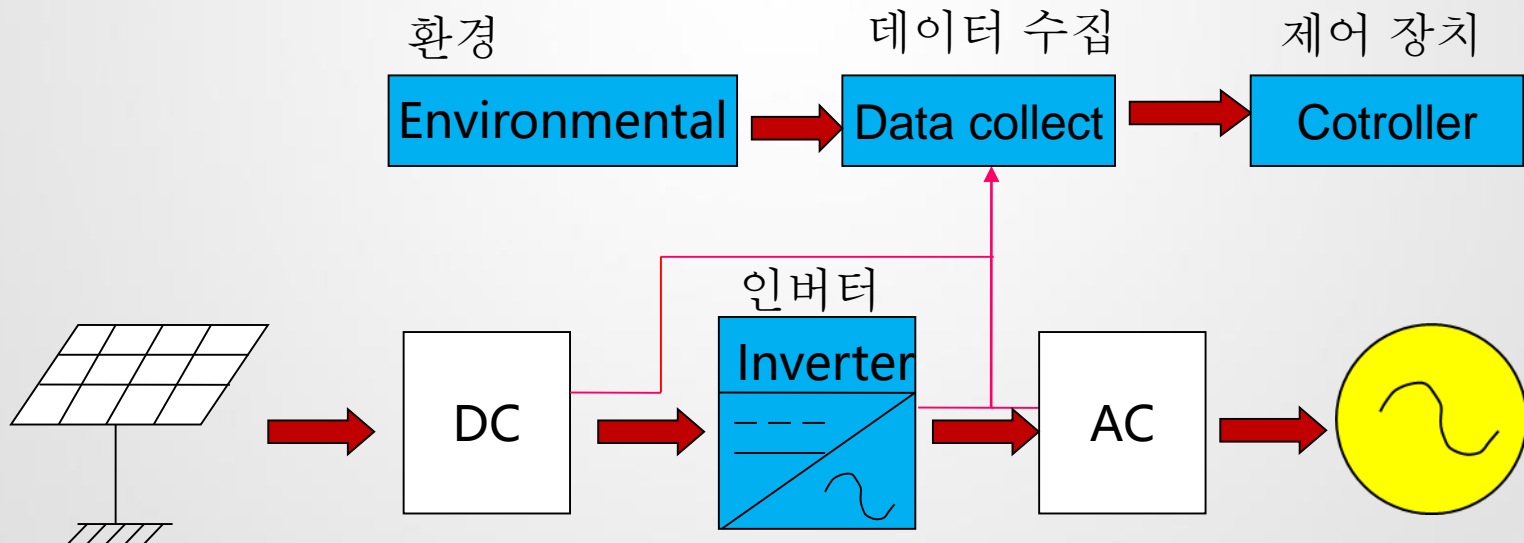 환경
데이터 수집
제어 장치
Environmental
Data collect
Cotroller
인버터
Inverter
DC
AC